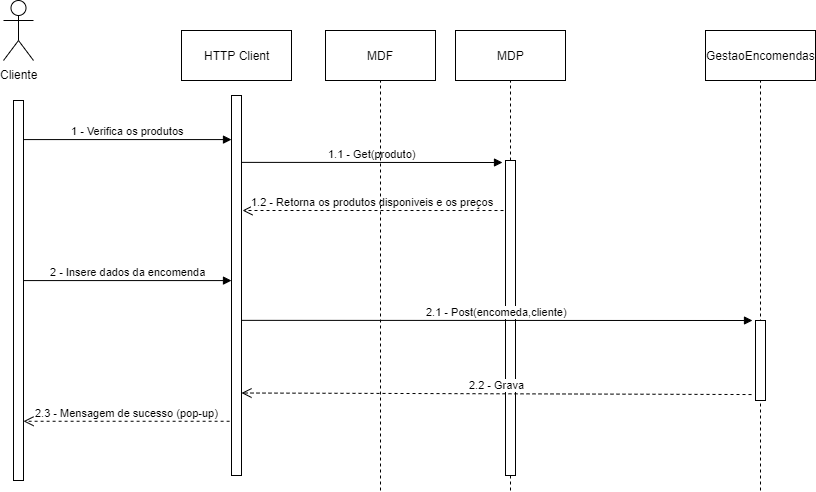 Cliente
HTTP Client
MDF
MDP
GestaoEncomendas
1 - Verifica os produtos
1.1 - Get(produto)
1.2 - Retorna os produtos disponiveis e os preços
2 - Insere dados da encomenda
2.1 - Post(encomeda,cliente)
2.2 - Grava
2.3 - Mensagem de sucesso (pop-up)